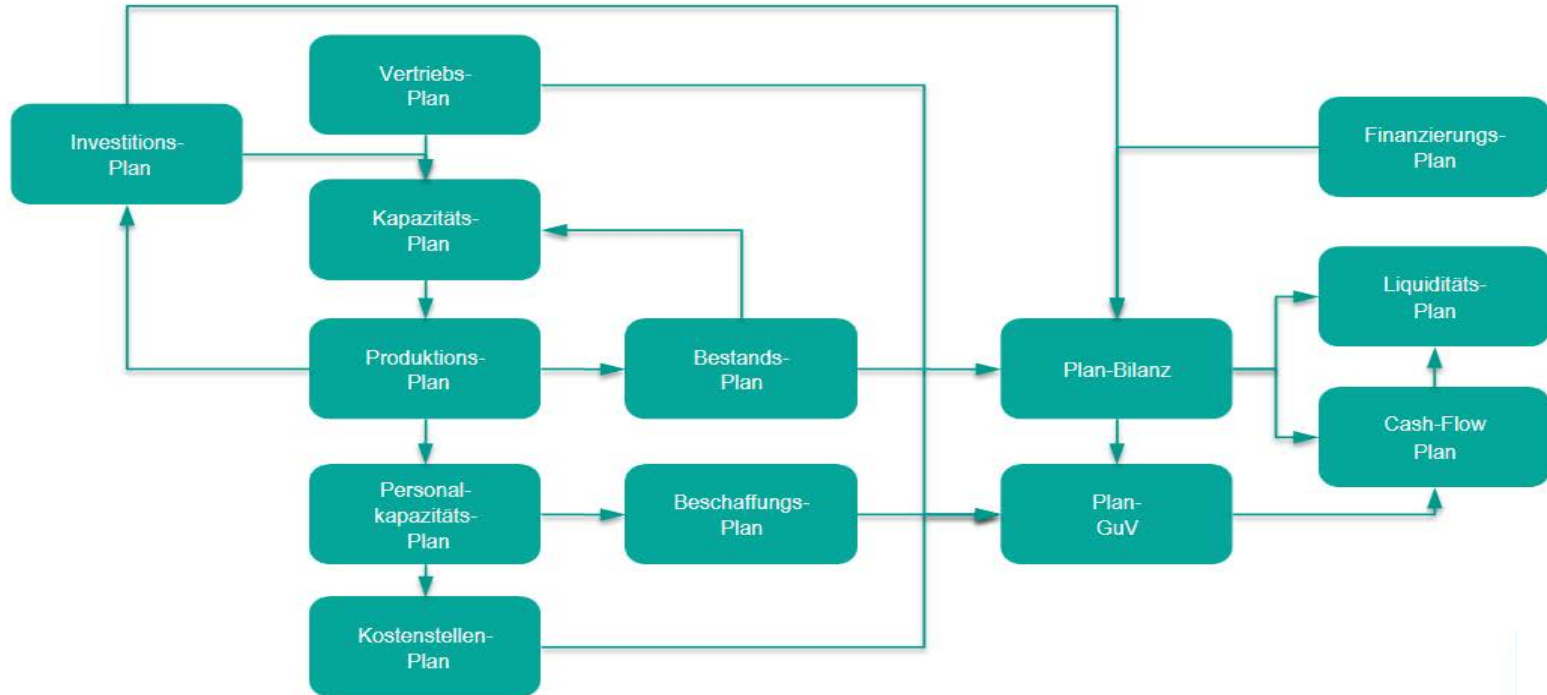 Vertriebs-
Plan
Investitions-
Plan
Finanzierungs-
Plan
Kapazitäts-
Plan
Liquiditäts-
Plan
Produktions-
Plan
Bestands-
Plan
Plan-Bilanz
Cash-Flow
Plan
Personal-
kapazitäts-
Plan
Beschaffungs-
Plan
Plan-
GuV
Kostenstellen-
Plan